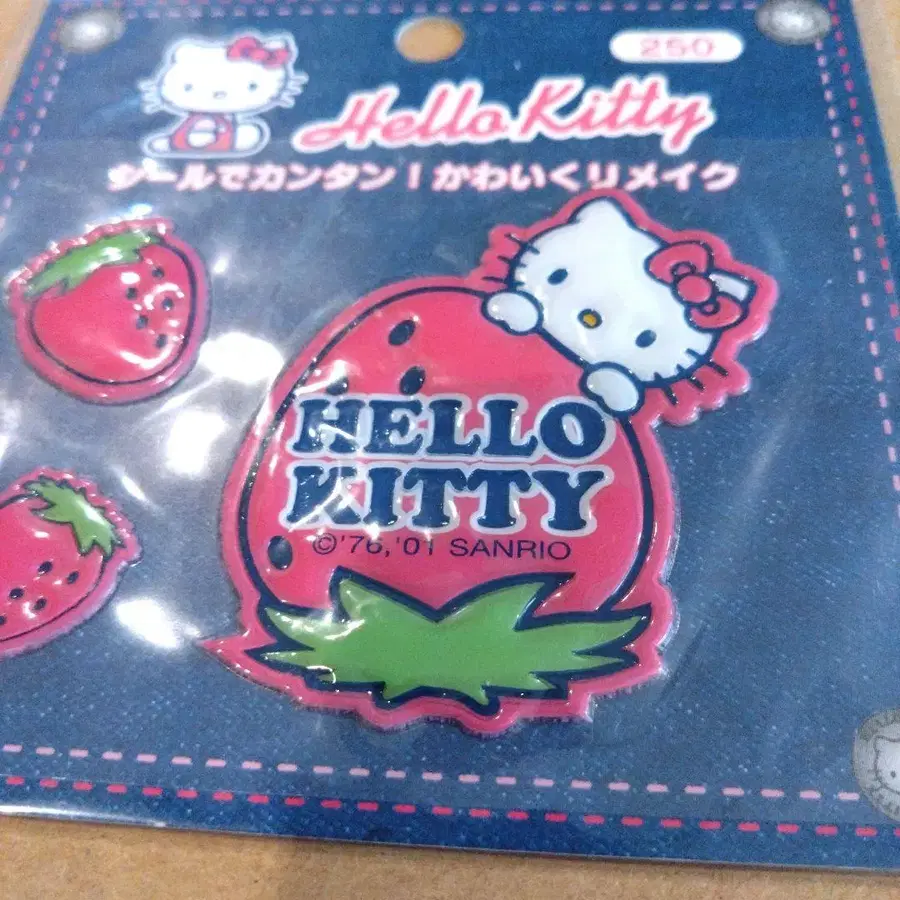 250
Hello Kitty
シールでカンタン!かわいくリメイク
HELLO
KITTY
©'76,'01 SANRIO